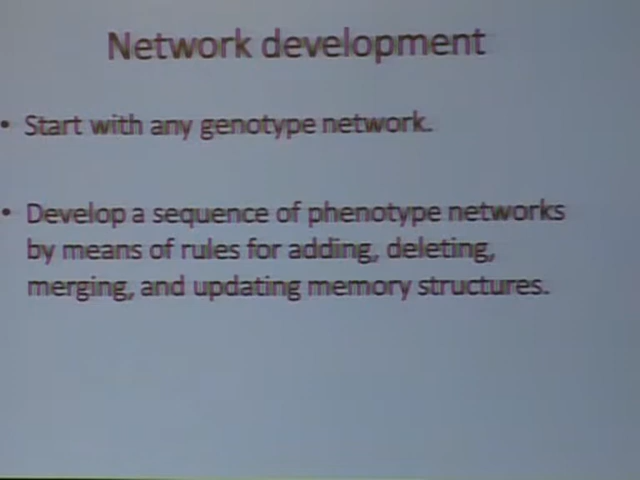 Network development
• Start with any genotype network.
• Develop a sequence of phenotype networks
by means of rules for adding, deleting,
merging, and updating memory structures.